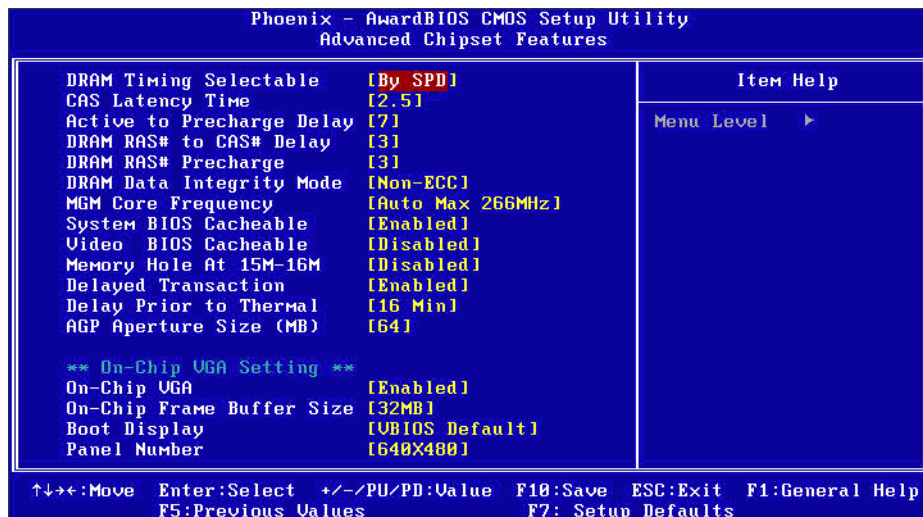 Phoenix - AwardBIOS CMOS Setup Utility
Advanced Chipset Features
DRAM Timing Selectable [By SPD]
CAS Latency Time [2.5]
Active to Precharge Delay [7]
DRAM RAS# to CAS# Delay [3]
DRAM RAS# Precharge [3]
DRAM Data Integrity Mode [Non-ECC]
MGM Core Frequency [Auto Max 266MHz]
System BIOS Cacheable [Enabled]
Video BIOS Cacheable [Disabled]
Memory Hole At 15M-16M [Disabled]
Delayed Transaction [Enabled]
Delay Prior to Thermal [16 Min]
AGP Aperture Size (MB) [64]
** On-Chip VGA Setting **
On-Chip VGA [Enabled]
On-Chip Frame Buffer Size [32MB]
Boot Display [VBIOS Default]
Panel Number [640X480]
Item Help
Menu Level ▶
↑↓→←:Move Enter:Select +/-/PU/PD:Value F10:Save ESC:Exit F1:General Help
F5:Previous Values F7: Setup Defaults